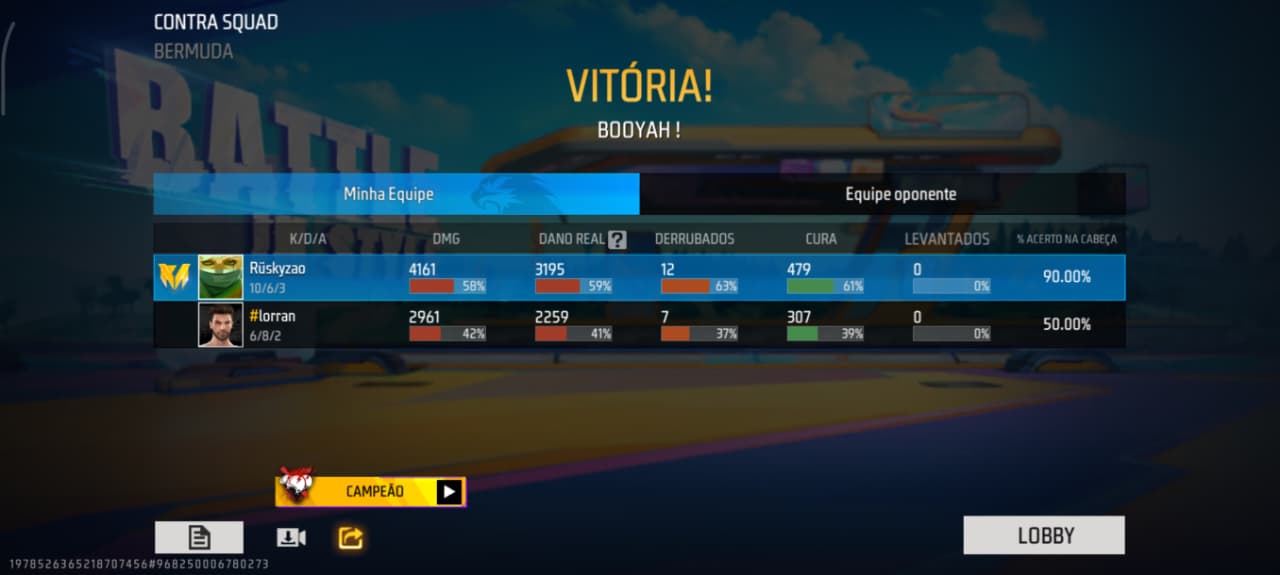 CONTRA SQUAD
BERMUDA
BATTLE
VITÓRIA!
BOOYAH !
Minha Equipe Equipe oponente
K/D/A DMG DANO REAL ? DERRUBADOS CURA LEVANTADOS % ACERTO NA CABEÇA
Rüskyzao 4161 3195 12 479 0 90.00%
10/6/3 58% 59% 63% 61% 0%
#lorran 2961 2259 7 307 0 50.00%
6/8/2 42% 41% 37% 39% 0%
CAMPEÃO
LOBBY
1978526365218707456#968250006780273